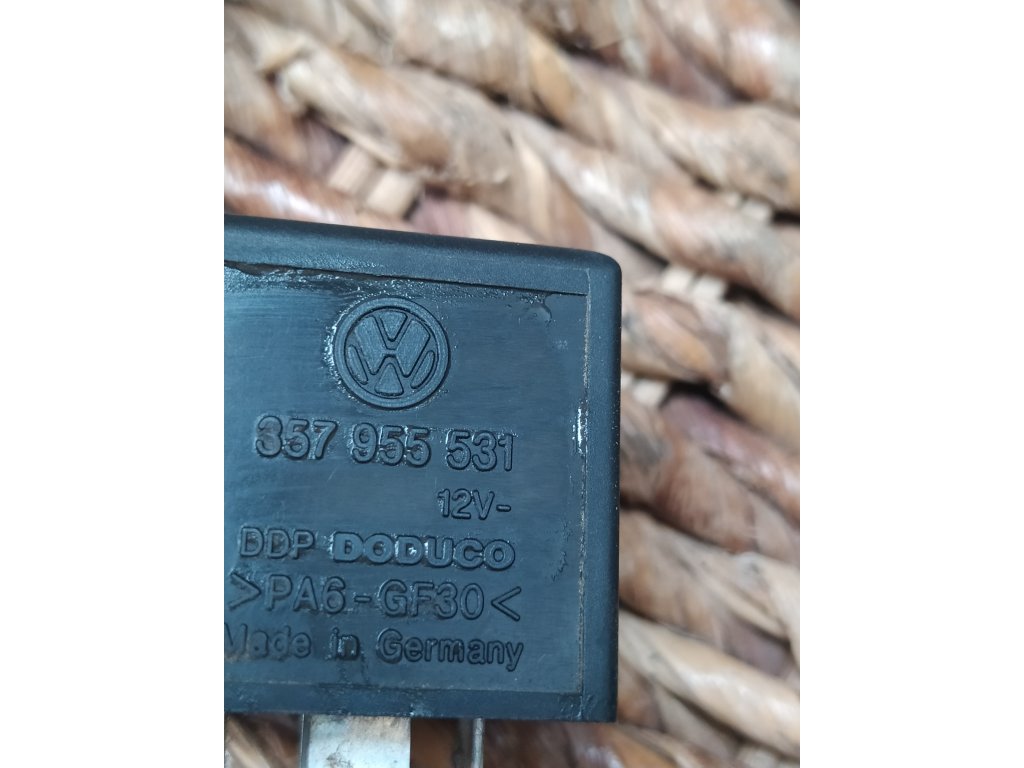 357 955 531
12V-
DDP DODUCO
>PA6-GF30<
Made in Germany